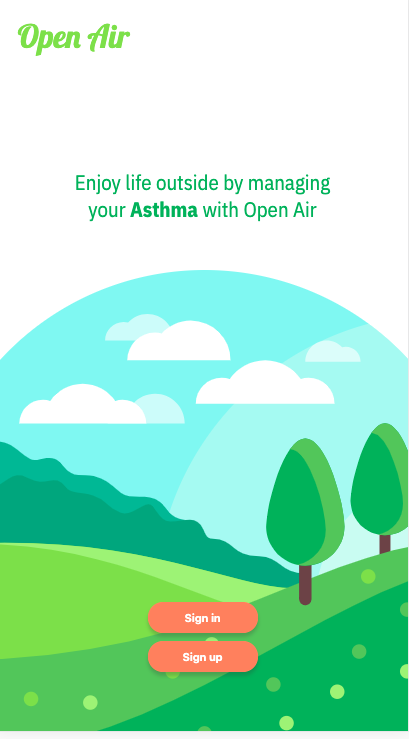 Open Air
Enjoy life outside by managing
your Asthma with Open Air
Sign in
Sign up